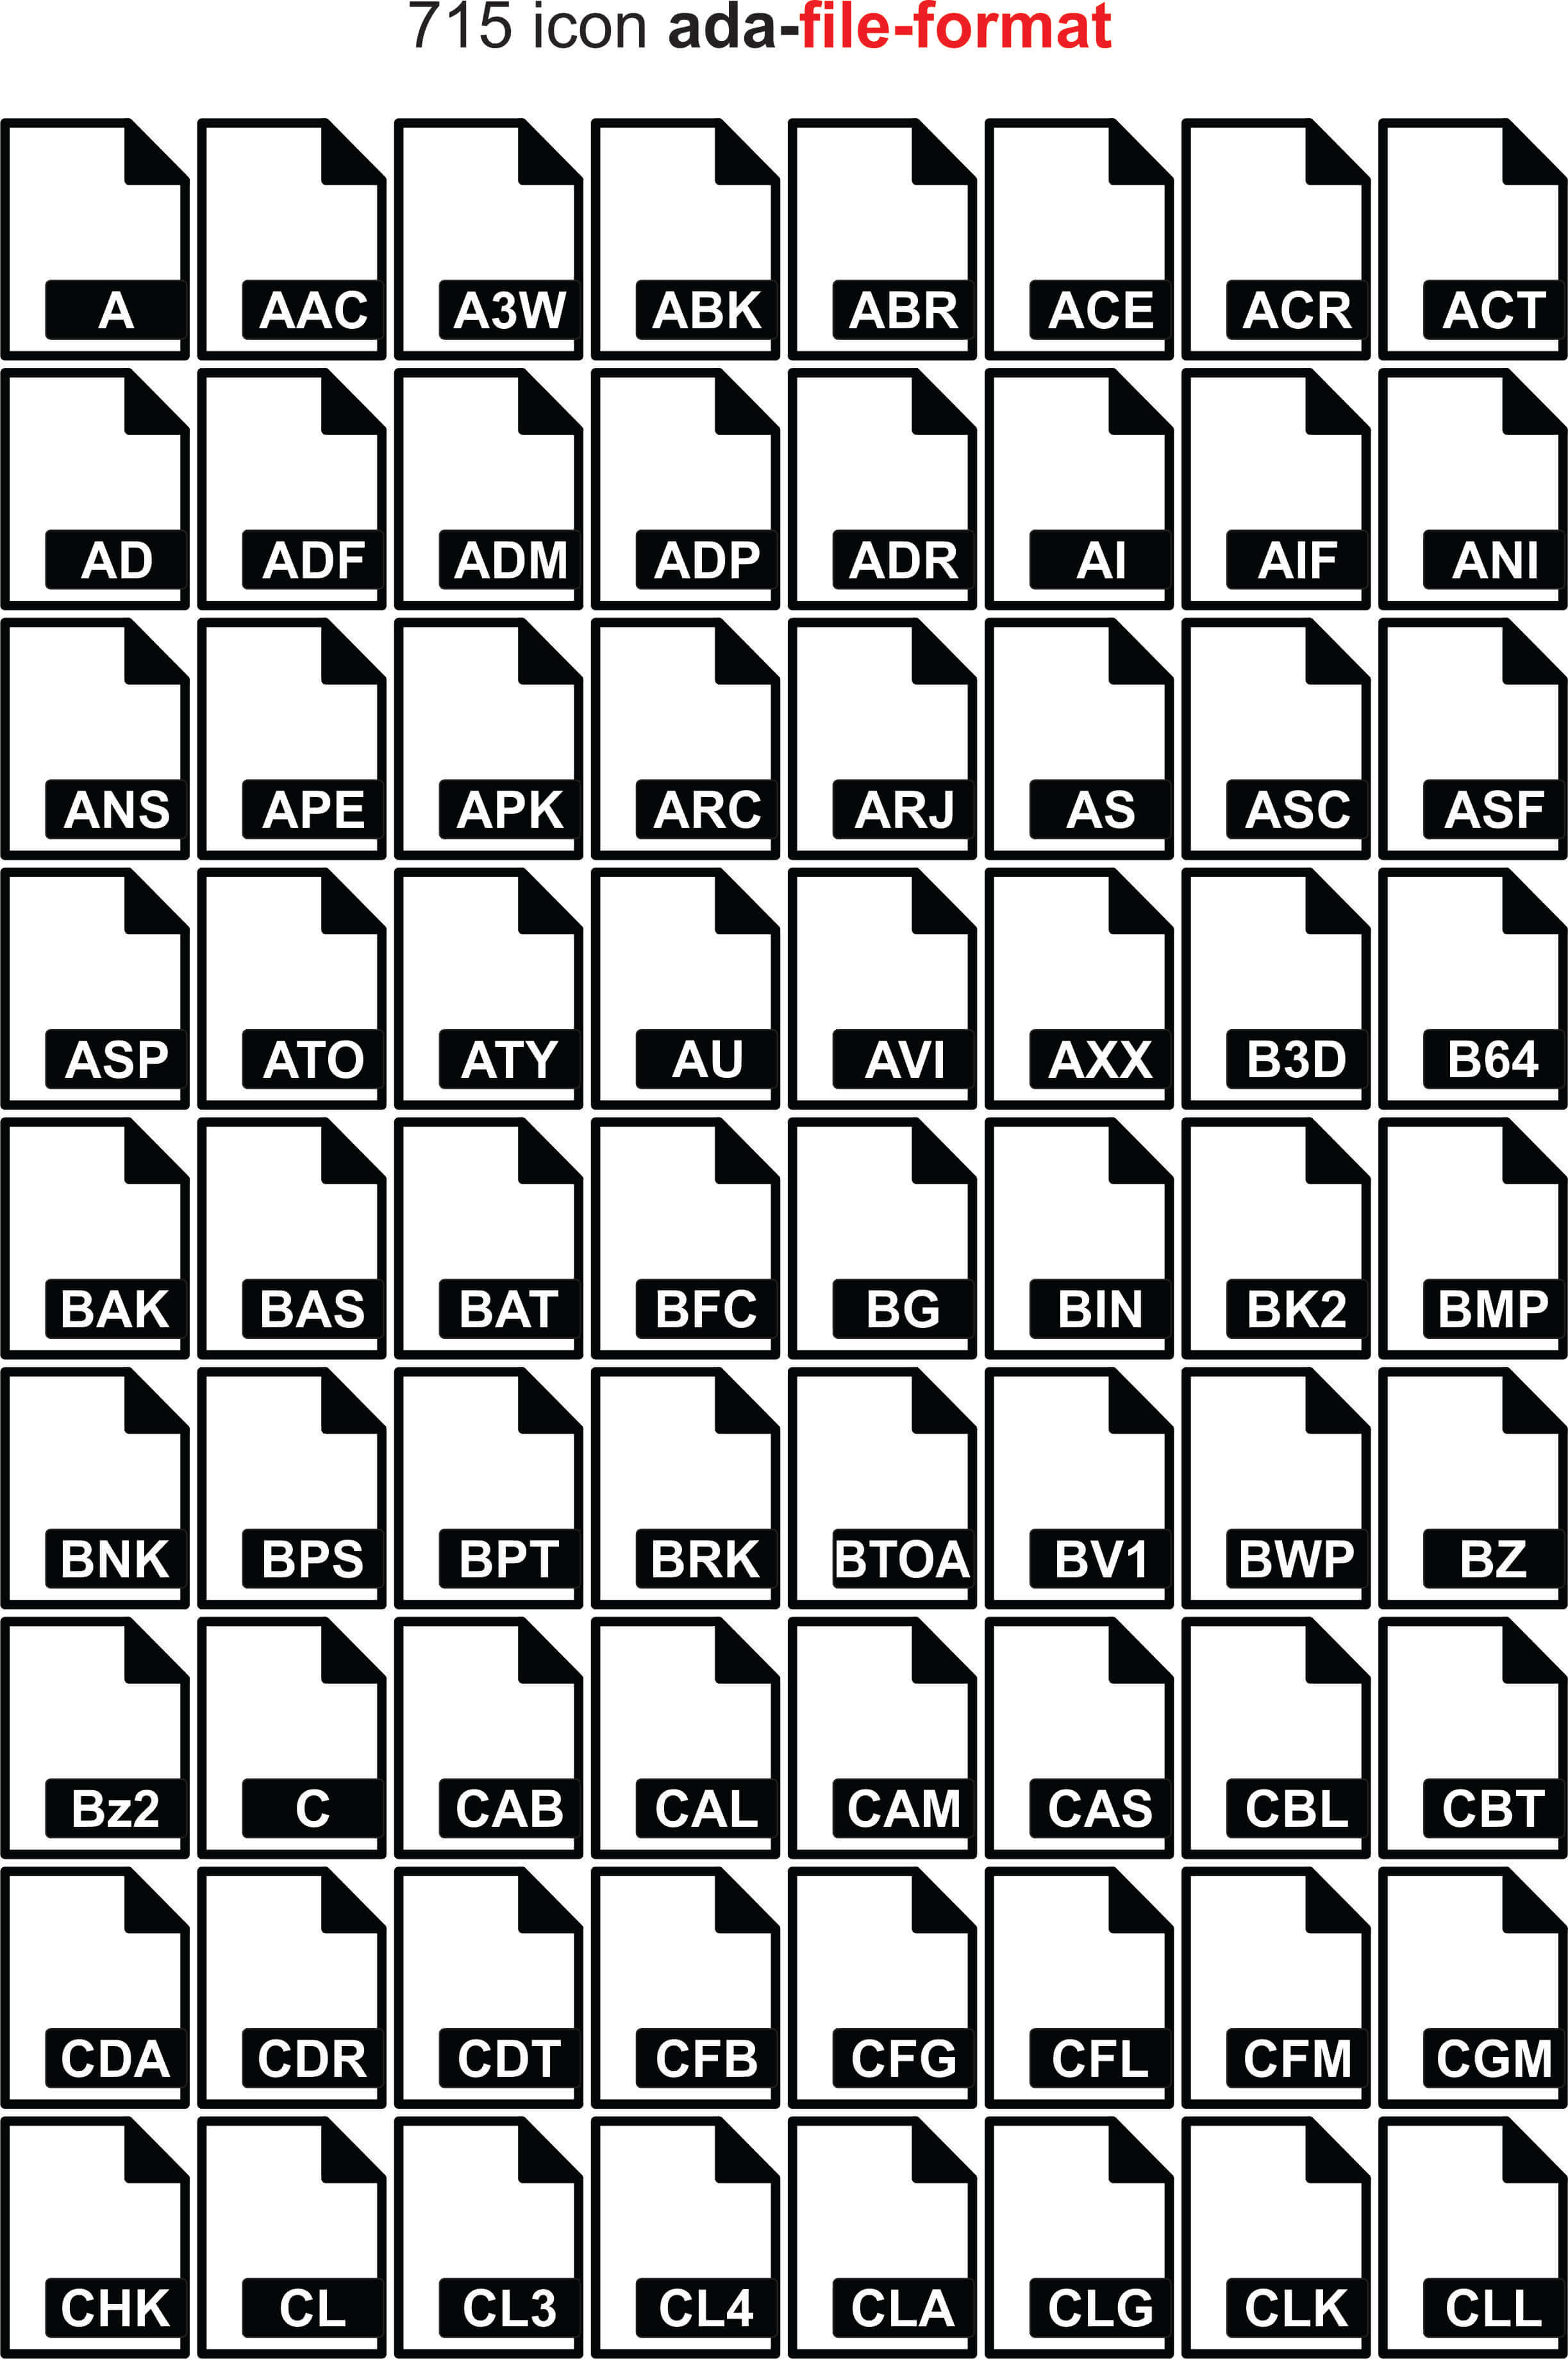 715 icon ada-file-format
A AAC A3W ABK ABR ACE ACR ACT
AD ADF ADM ADP ADR AI AIF ANI
ANS APE APK ARC ARJ AS ASC ASF
ASP ATO ATY AU AVI AXX B3D B64
BAK BAS BAT BFC BG BIN BK2 BMP
BNK BPS BPT BRK BTOA BV1 BWP BZ
Bz2 C CAB CAL CAM CAS CBL CBT
CDA CDR CDT CFB CFG CFL CFM CGM
CHK CL CL3 CL4 CLA CLG CLK CLL